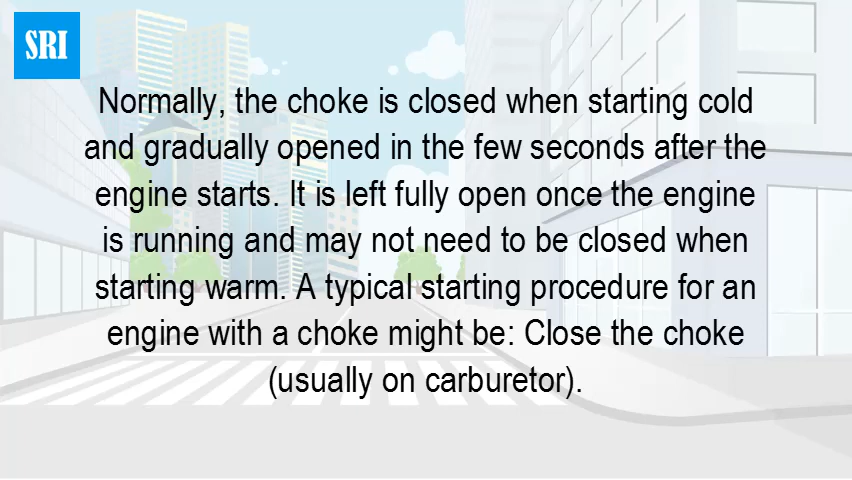 SRI
Normally, the choke is closed when starting cold
and gradually opened in the few seconds after the
engine starts. It is left fully open once the engine
is running and may not need to be closed when
starting warm. A typical starting procedure for an
engine with a choke might be: Close the choke
(usually on carburetor).